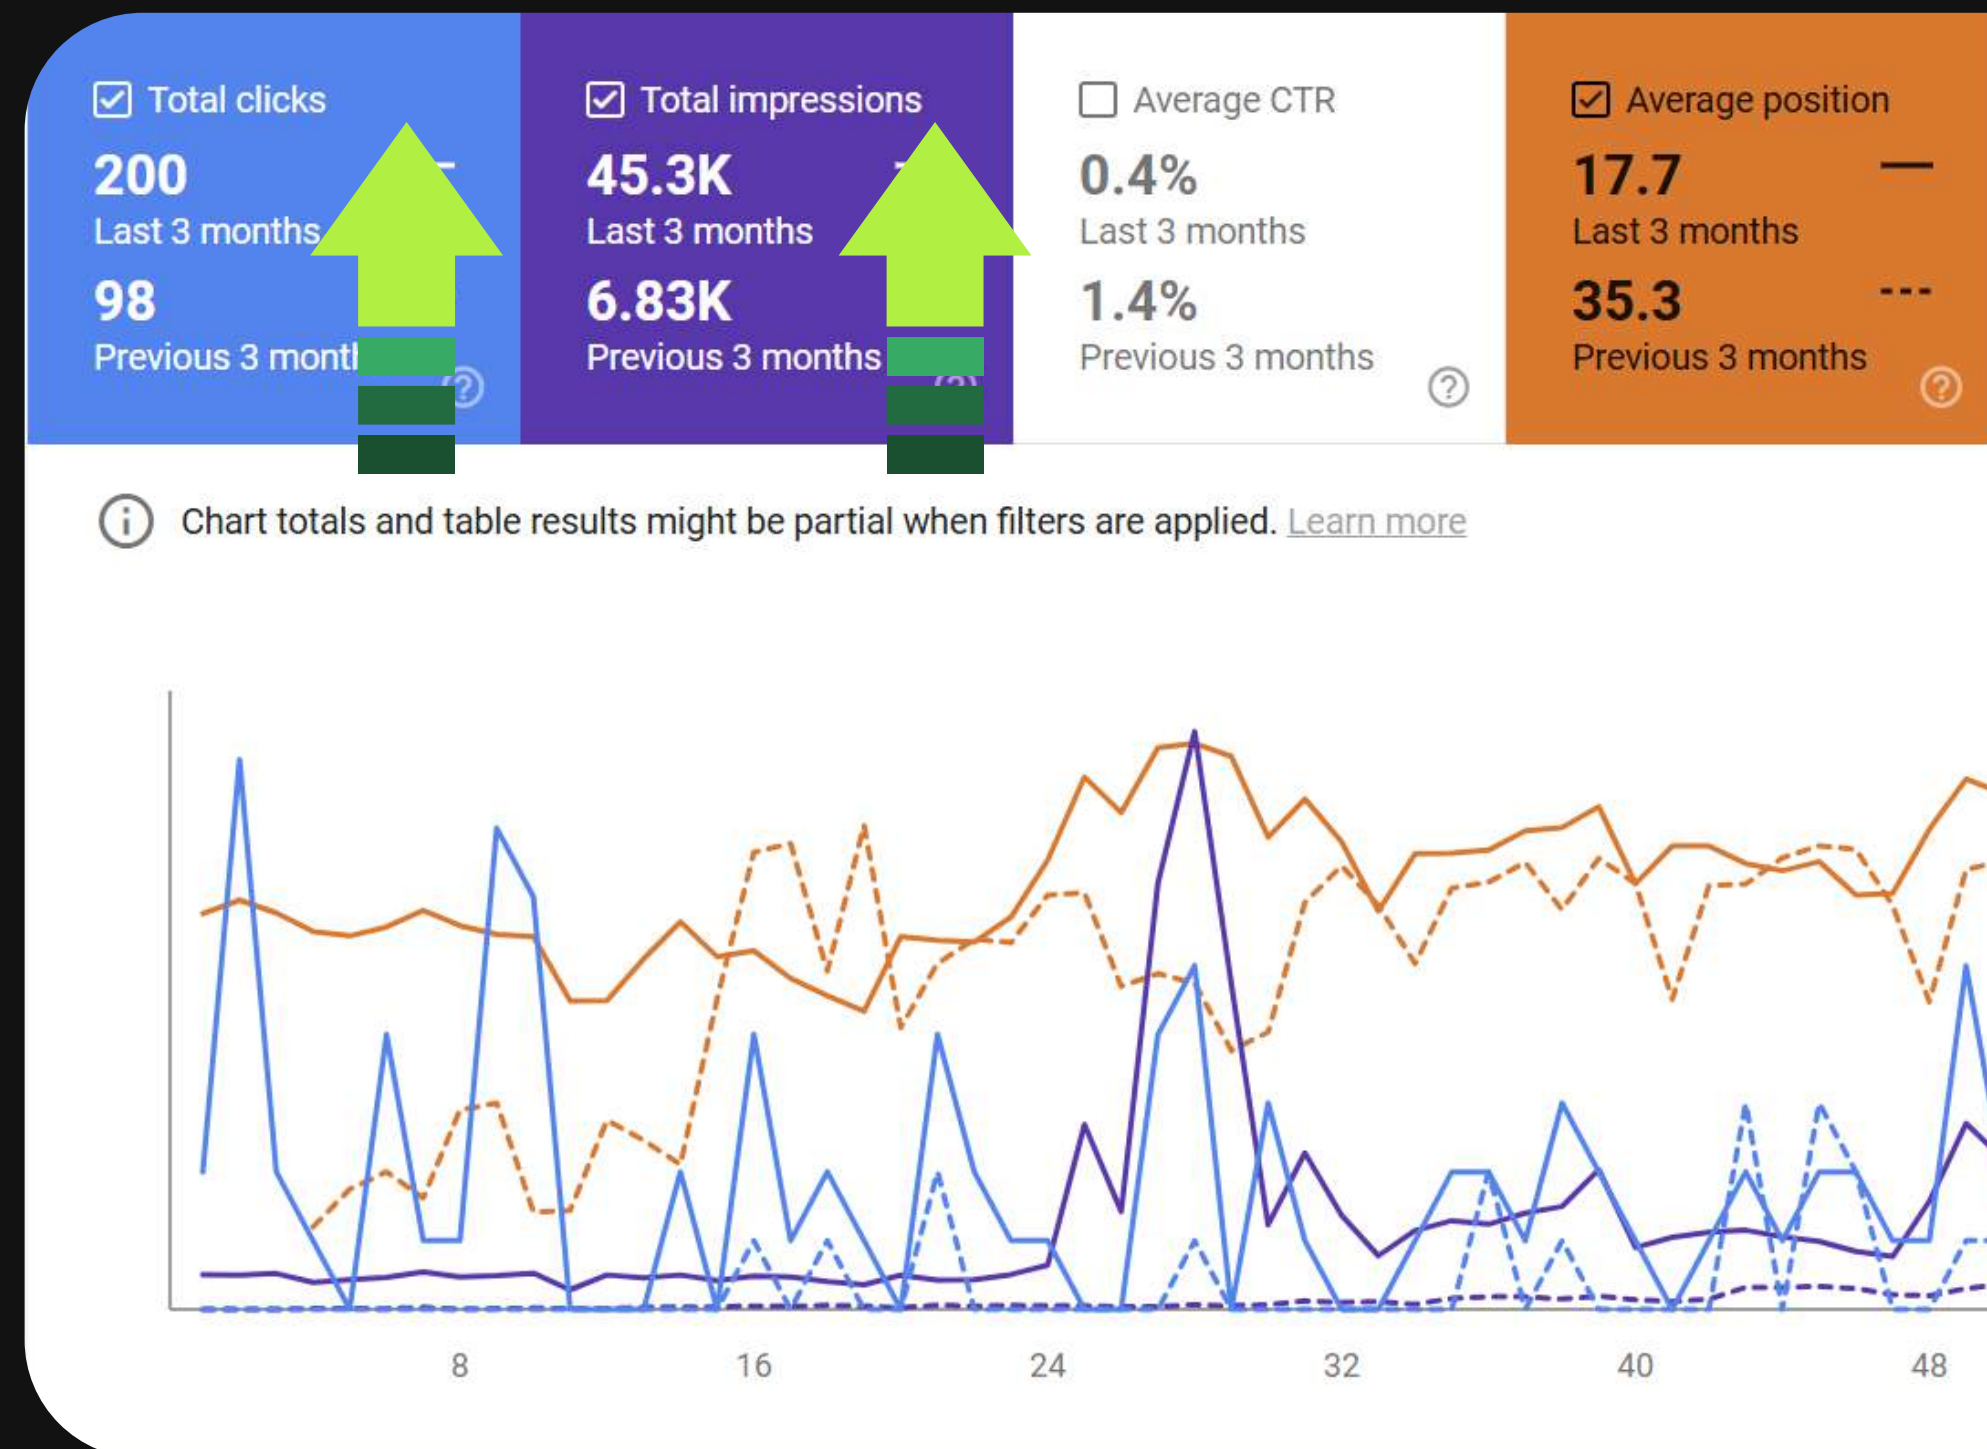 Total clicks
200
Last 3 months
98
Previous 3 month
Total impressions
45.3K
Last 3 months
6.83K
Previous 3 months
Average CTR
0.4%
Last 3 months
1.4%
Previous 3 months
Average position
17.7
Last 3 months
35.3
Previous 3 months
Chart totals and table results might be partial when filters are applied. Learn more
8 16 24 32 40 48